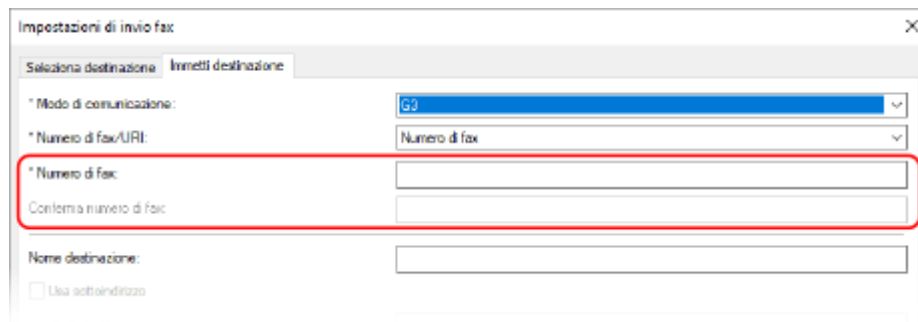 Impostazioni di invio fax
Seleziona destinazione Immetti destinazione
* Modo di comunicazione: G3
* Numero di fax/URI: Numero di fax
* Numero di fax:
Conferma numero di fax:
Nome destinazione:
Usa sottoindirizzo